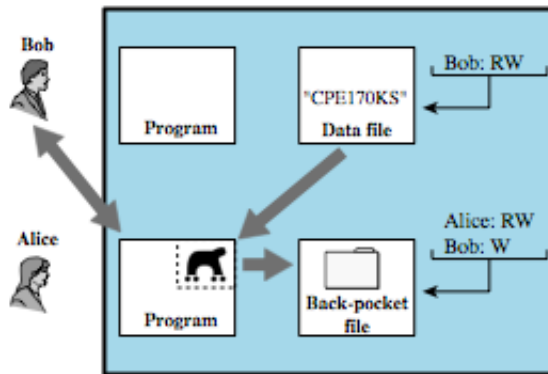 Bob
Program
"CPE170KS"
Data file
Bob: RW
Alice
Program
Back-pocket
file
Alice: RW
Bob: W